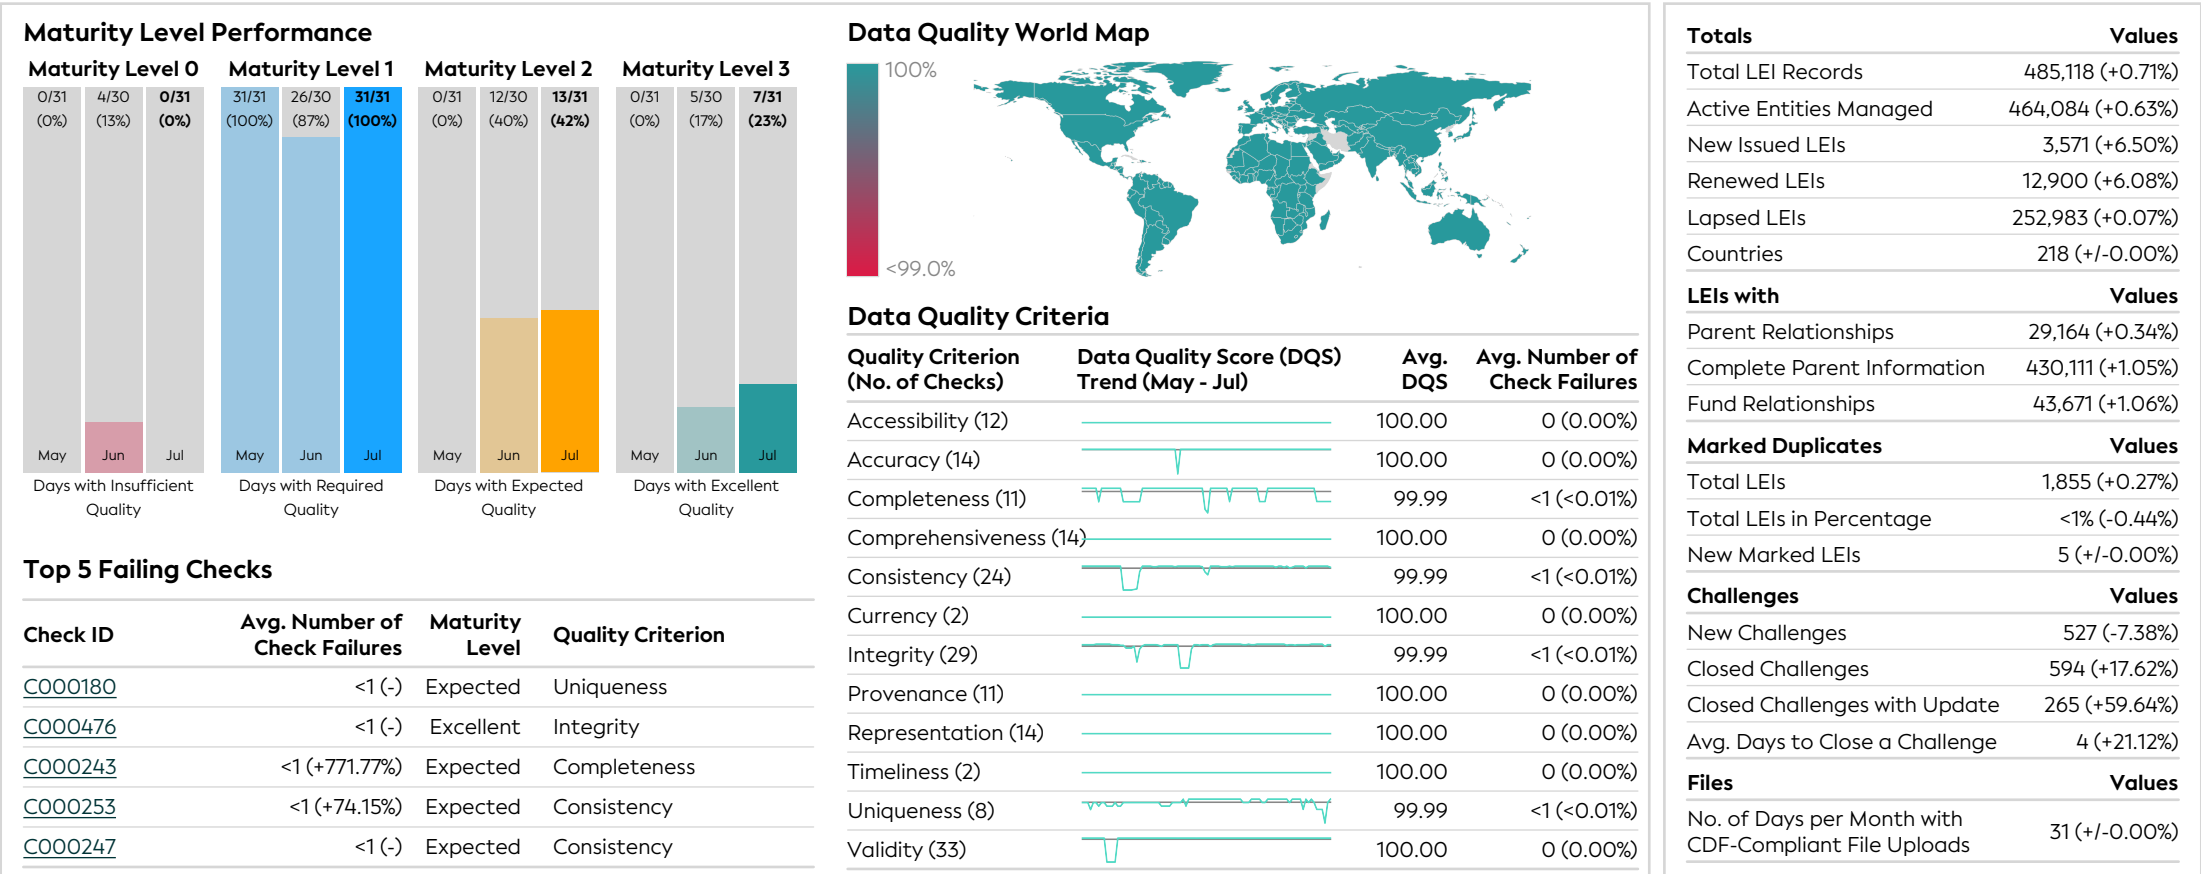 Maturity Level Performance
Maturity Level 0
0/31 4/30 0/31
(0%) (13%) (0%)
May Jun Jul
Days with Insufficient
Quality
Maturity Level 1
31/31 26/30 31/31
(100%) (87%) (100%)
May Jun Jul
Days with Required
Quality
Maturity Level 2
0/31 12/30 13/31
(0%) (40%) (42%)
May Jun Jul
Days with Expected
Quality
Maturity Level 3
0/31 5/30 7/31
(0%) (17%) (23%)
May Jun Jul
Days with Excellent
Quality
Top 5 Failing Checks
Check ID Avg. Number of Check Failures Maturity Level Quality Criterion
C000180 <1 (-) Expected Uniqueness
C000476 <1 (-) Excellent Integrity
C000243 <1 (+771.77%) Expected Completeness
C000253 <1 (+74.15%) Expected Consistency
C000247 <1 (-) Expected Consistency
Data Quality World Map
100%
<99.0%
Data Quality Criteria
Quality Criterion (No. of Checks) Data Quality Score (DQS) Trend (May - Jul) Avg. DQS Avg. Number of Check Failures
Accessibility (12) 100.00 0 (0.00%)
Accuracy (14) 100.00 0 (0.00%)
Completeness (11) 99.99 <1 (<0.01%)
Comprehensiveness (14) 100.00 0 (0.00%)
Consistency (24) 99.99 <1 (<0.01%)
Currency (2) 100.00 0 (0.00%)
Integrity (29) 99.99 <1 (<0.01%)
Provenance (11) 100.00 0 (0.00%)
Representation (14) 100.00 0 (0.00%)
Timeliness (2) 100.00 0 (0.00%)
Uniqueness (8) 99.99 <1 (<0.01%)
Validity (33) 100.00 0 (0.00%)
Totals Values
Total LEI Records 485,118 (+0.71%)
Active Entities Managed 464,084 (+0.63%)
New Issued LEIs 3,571 (+6.50%)
Renewed LEIs 12,900 (+6.08%)
Lapsed LEIs 252,983 (+0.07%)
Countries 218 (+/-0.00%)
LEIs with Values
Parent Relationships 29,164 (+0.34%)
Complete Parent Information 430,111 (+1.05%)
Fund Relationships 43,671 (+1.06%)
Marked Duplicates Values
Total LEIs 1,855 (+0.27%)
Total LEIs in Percentage <1% (-0.44%)
New Marked LEIs 5 (+/-0.00%)
Challenges Values
New Challenges 527 (-7.38%)
Closed Challenges 594 (+17.62%)
Closed Challenges with Update 265 (+59.64%)
Avg. Days to Close a Challenge 4 (+21.12%)
Files Values
No. of Days per Month with
CDF-Compliant File Uploads 31 (+/-0.00%)